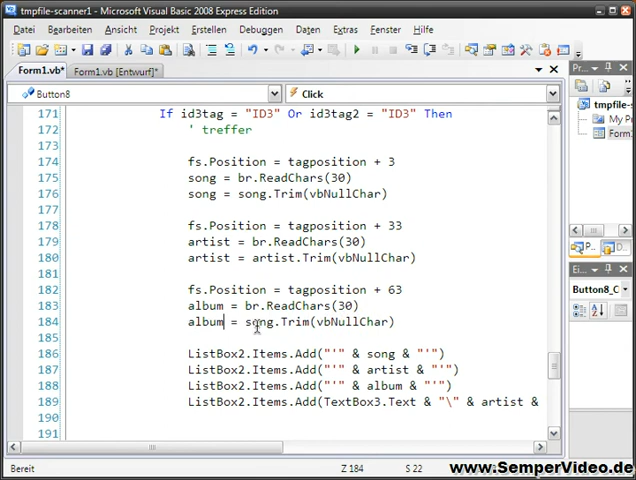 tmpfile-scanner1 - Microsoft Visual Basic 2008 Express Edition
Datei Bearbeiten Ansicht Projekt Erstellen Debuggen Daten Extras Fenster Hilfe
Form1.vb* Form1.vb [Entwurf]*
Button8 Click
171 If id3tag = "ID3" Or id3tag2 = "ID3" Then
172 ' treffer
173
174 fs.Position = tagposition + 3
175 song = br.ReadChars(30)
176 song = song.Trim(vbNullChar)
177
178 fs.Position = tagposition + 33
179 artist = br.ReadChars(30)
180 artist = artist.Trim(vbNullChar)
181
182 fs.Position = tagposition + 63
183 album = br.ReadChars(30)
184 album = song.Trim(vbNullChar)
185
186 ListBox2.Items.Add("'" & song & "'")
187 ListBox2.Items.Add("'" & artist & "'")
188 ListBox2.Items.Add("'" & album & "'")
189 ListBox2.Items.Add(TextBox3.Text & "\" & artist &
190
191
Pr...
tmpfile-s
My Pr
Form1
P... D...
Ei...
Button8_C
Bereit Z 184 S 22
www.SemperVideo.de